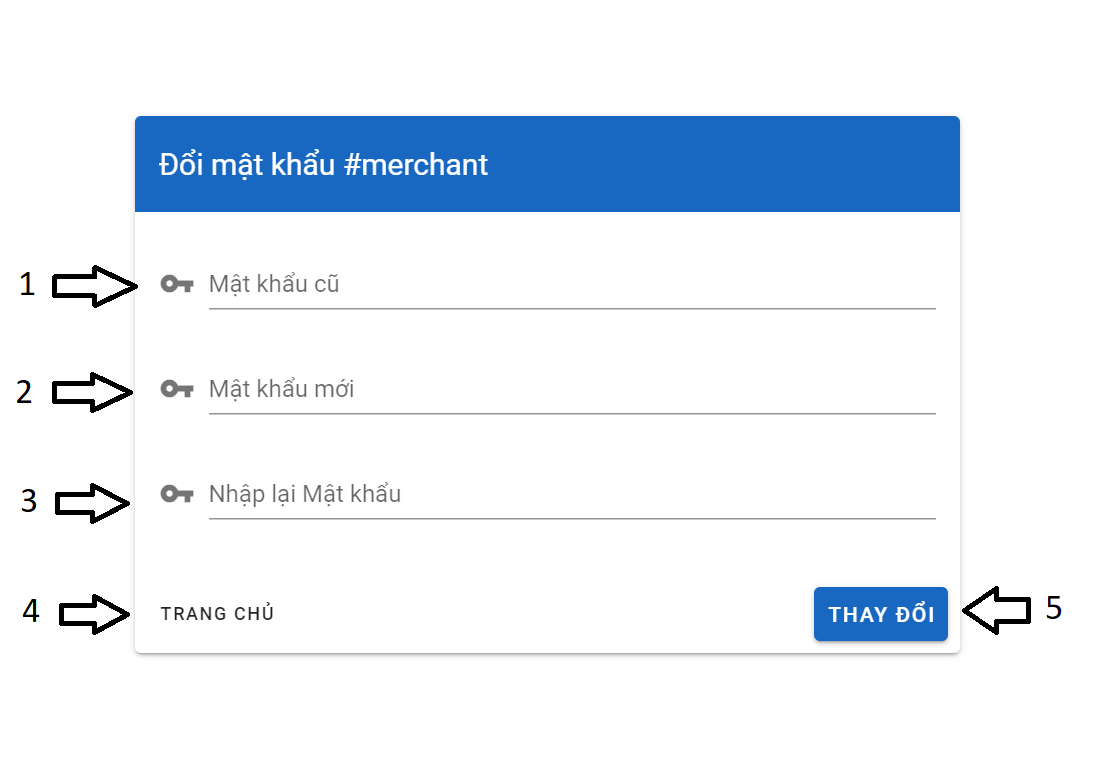 Đổi mật khẩu #merchant
1 Mật khẩu cũ
2 Mật khẩu mới
3 Nhập lại Mật khẩu
4 TRANG CHỦ THAY ĐỔI 5